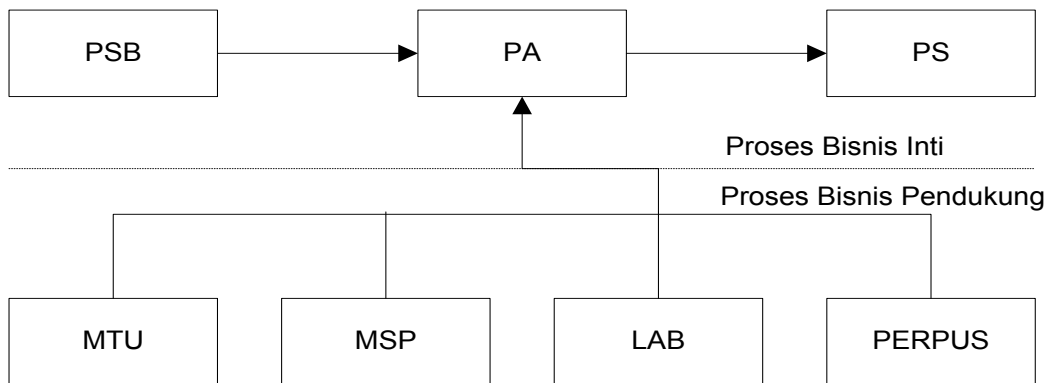 PSB
PA
PS
Proses Bisnis Inti
Proses Bisnis Pendukung
MTU
MSP
LAB
PERPUS